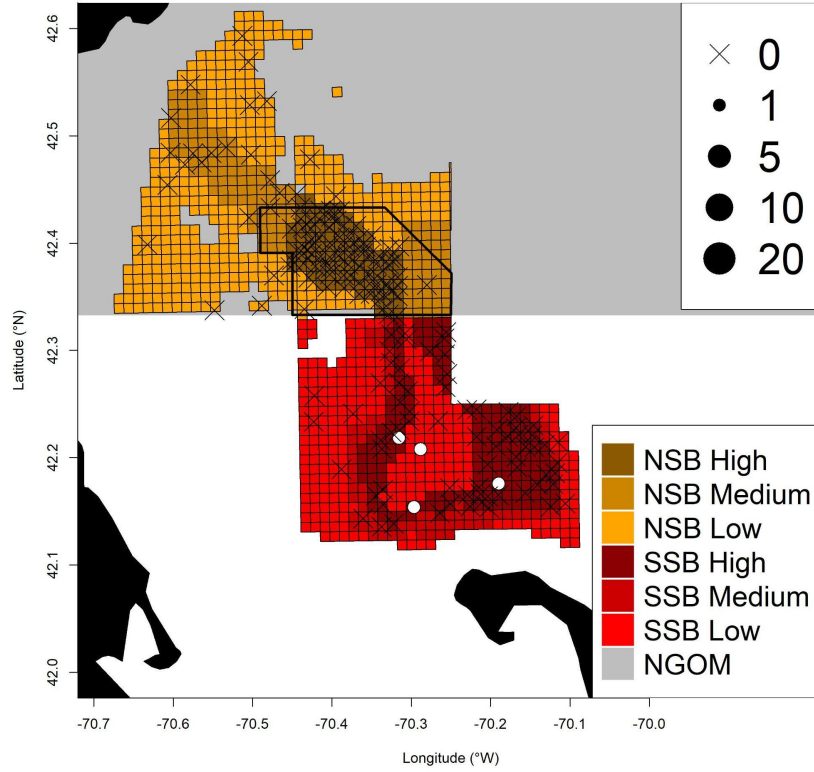 42.6
42.5
42.4
42.3
42.2
42.1
42.0
Latitude (°N)
-70.7 -70.6 -70.5 -70.4 -70.3 -70.2 -70.1 -70.0
Longitude (°W)
0
1
5
10
20
NSB High
NSB Medium
NSB Low
SSB High
SSB Medium
SSB Low
NGOM